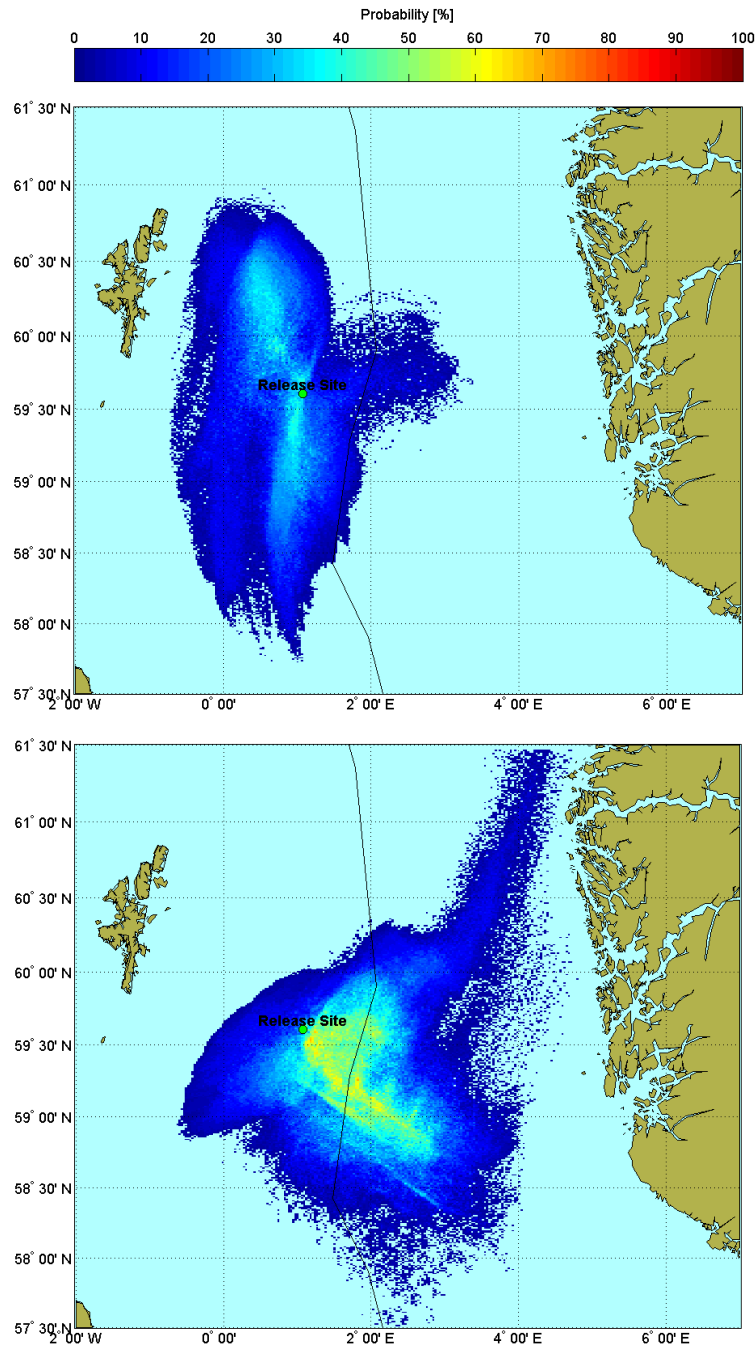 Probability [%]
0 10 20 30 40 50 60 70 80 90 100
61° 30' N
61° 00' N
60° 30' N
60° 00' N
Release Site
59° 30' N
59° 00' N
58° 30' N
58° 00' N
57° 30' N
2° 00' W 0° 00' 2° 00' E 4° 00' E 6° 00' E
61° 30' N
61° 00' N
60° 30' N
60° 00' N
Release Site
59° 30' N
59° 00' N
58° 30' N
58° 00' N
57° 30' N
2° 00' W 0° 00' 2° 00' E 4° 00' E 6° 00' E